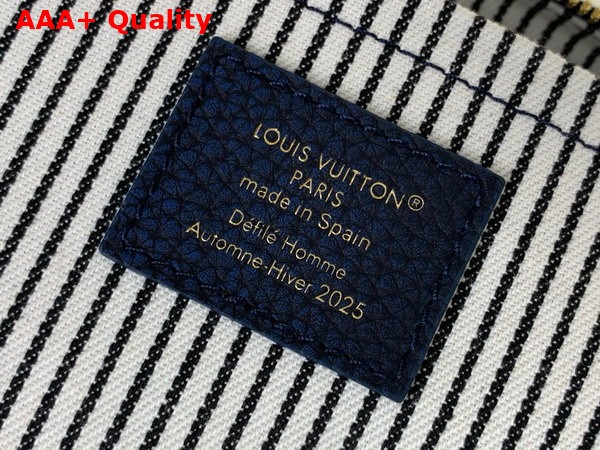 AAA+ Quality
LOUIS VUITTON®
PARIS
made in Spain
Défilé Homme
Automne-Hiver 2025